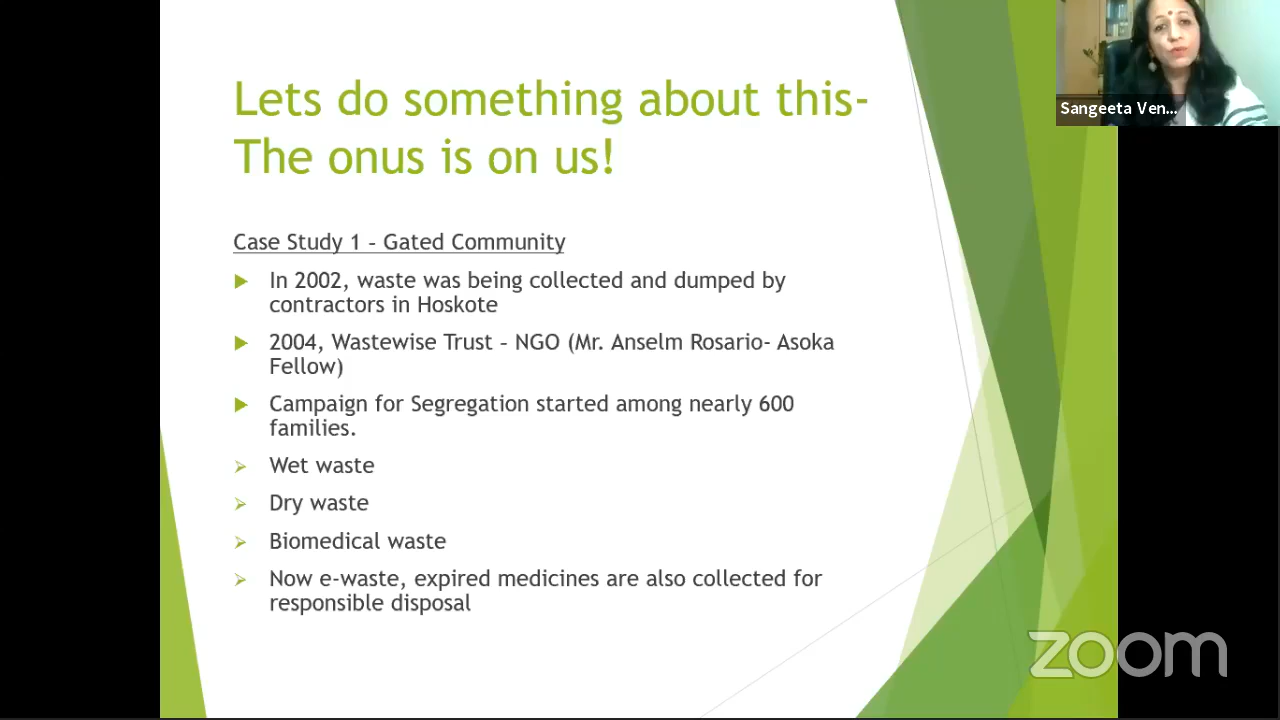 Lets do something about this-
The onus is on us!
Case Study 1 – Gated Community
In 2002, waste was being collected and dumped by
contractors in Hoskote
2004, Wastewise Trust – NGO (Mr. Anselm Rosario- Asoka
Fellow)
Campaign for Segregation started among nearly 600
families.
Wet waste
Dry waste
Biomedical waste
Now e-waste, expired medicines are also collected for
responsible disposal
Sangeeta Ven...
zoom